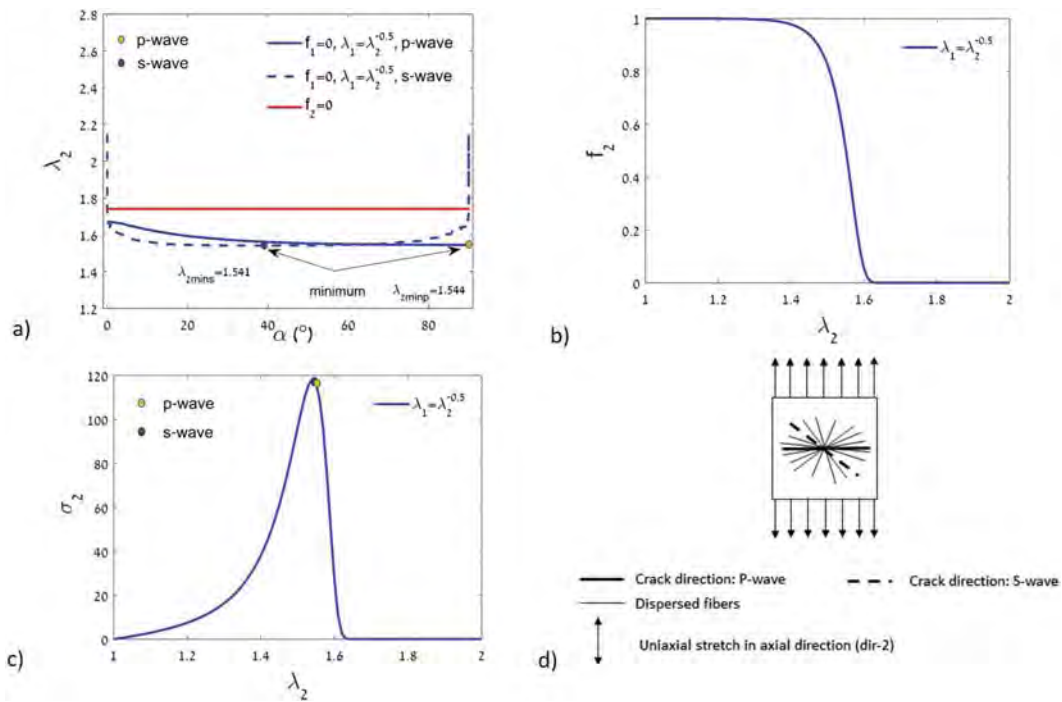 λ₂
2.8
2.6
2.4
2.2
2
1.8
1.6
1.4
1.2
p-wave
s-wave
f₁=0, λ₁=λ₂^-0.5, p-wave
f₁=0, λ₁=λ₂^-0.5, s-wave
f₂=0
λ₂mins=1.541
minimum
λ₂minp=1.544
0 20 40 60 80
α (°)
a)
f₂
1
0.8
0.6
0.4
0.2
0
λ₁=λ₂^-0.5
1 1.2 1.4 1.6 1.8 2
λ₂
b)
σ₂
120
100
80
60
40
20
0
p-wave
s-wave
λ₁=λ₂^-0.5
1 1.2 1.4 1.6 1.8 2
λ₂
c)
Crack direction: P-wave
Crack direction: S-wave
Dispersed fibers
Uniaxial stretch in axial direction (dir-2)
d)